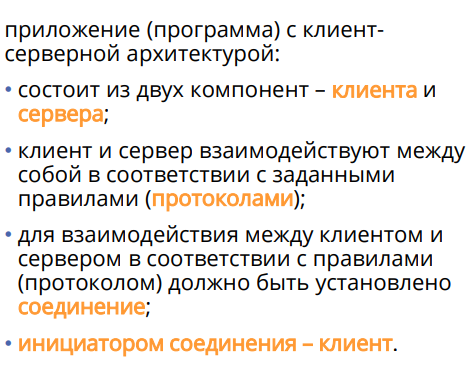 приложение (программа) с клиент-
серверной архитектурой:
• состоит из двух компонент – клиента и
сервера;
• клиент и сервер взаимодействуют между
собой в соответствии с заданными
правилами (протоколами);
• для взаимодействия между клиентом и
сервером в соответствии с правилами
(протоколом) должно быть установлено
соединение;
• инициатором соединения – клиент.